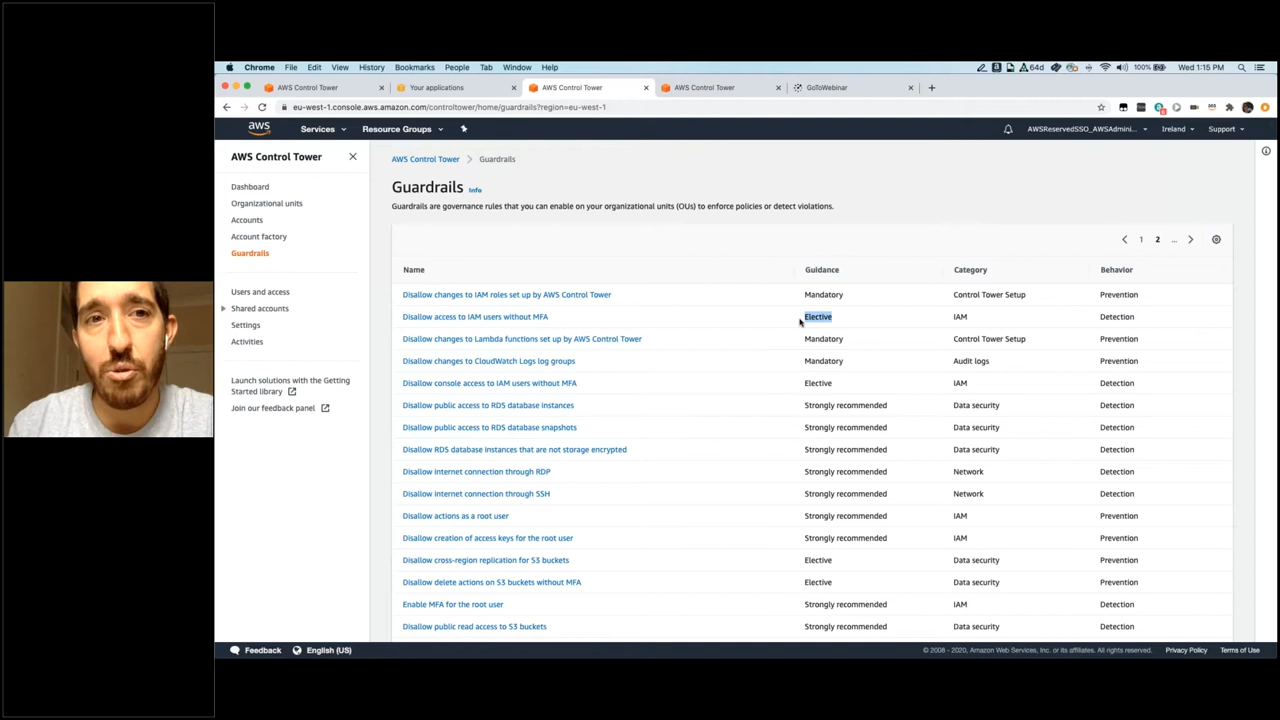 Chrome File Edit View History Bookmarks People Tab Window Help
64d 100% Wed 1:15 PM
AWS Control Tower Your applications AWS Control Tower AWS Control Tower GoToWebinar
eu-west-1.console.aws.amazon.com/controltower/home/guardrails?region=eu-west-1
aws Services Resource Groups AWSReservedSSO_AWSAdmini... Ireland Support
AWS Control Tower
Dashboard
Organizational units
Accounts
Account factory
Guardrails
Users and access
Shared accounts
Settings
Activities
Launch solutions with the Getting
Started library
Join our feedback panel
AWS Control Tower > Guardrails
Guardrails Info
Guardrails are governance rules that you can enable on your organizational units (OUs) to enforce policies or detect violations.
1 2 ...
Name Guidance Category Behavior
Disallow changes to IAM roles set up by AWS Control Tower Mandatory Control Tower Setup Prevention
Disallow access to IAM users without MFA Elective IAM Detection
Disallow changes to Lambda functions set up by AWS Control Tower Mandatory Control Tower Setup Prevention
Disallow changes to CloudWatch Logs log groups Mandatory Audit logs Prevention
Disallow console access to IAM users without MFA Elective IAM Detection
Disallow public access to RDS database instances Strongly recommended Data security Detection
Disallow public access to RDS database snapshots Strongly recommended Data security Detection
Disallow RDS database instances that are not storage encrypted Strongly recommended Data security Detection
Disallow internet connection through RDP Strongly recommended Network Detection
Disallow internet connection through SSH Strongly recommended Network Detection
Disallow actions as a root user Strongly recommended IAM Prevention
Disallow creation of access keys for the root user Strongly recommended IAM Prevention
Disallow cross-region replication for S3 buckets Elective Data security Prevention
Disallow delete actions on S3 buckets without MFA Elective Data security Prevention
Enable MFA for the root user Strongly recommended IAM Detection
Disallow public read access to S3 buckets Strongly recommended Data security Detection
Feedback English (US) © 2008 - 2020, Amazon Web Services, Inc. or its affiliates. All rights reserved. Privacy Policy Terms of Use